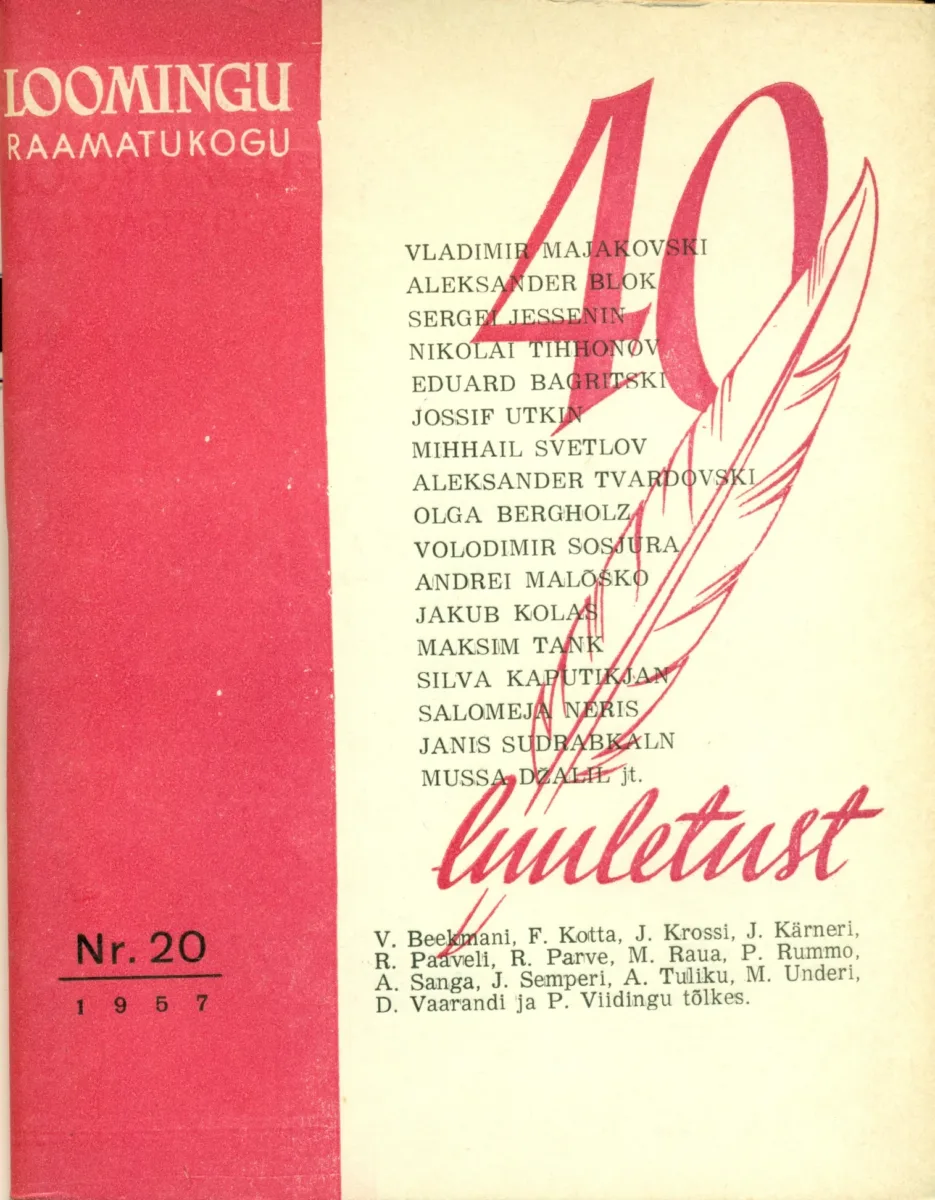 LOOMINGU
RAAMATUKOGU
40
VLADIMIR MAJAKOVSKI
ALEKSANDER BLOK
SERGEI JESSENIN
NIKOLAI TIHHONOV
EDUARD BAGRITSKI
JOSSIF UTKIN
MIHHAIL SVETLOV
ALEKSANDER TVARDOVSKI
OLGA BERGHOLZ
VOLODIMIR SOSJURA
ANDREI MALÕŠKO
JAKUB KOLAS
MAKSIM TANK
SILVA KAPUTIKJAN
SALOMEJA NERIS
JANIS SUDRABKALN
MUSSA DŽALIL jt.
luuletust
V. Beekmani, F. Kotta, J. Krossi, J. Kärneri,
R. Paaveli, R. Parve, M. Raua, P. Rummo,
A. Sanga, J. Semperi, A. Tuliku, M. Underi,
D. Vaarandi ja P. Viidingu tõlkes.
Nr. 20
1957